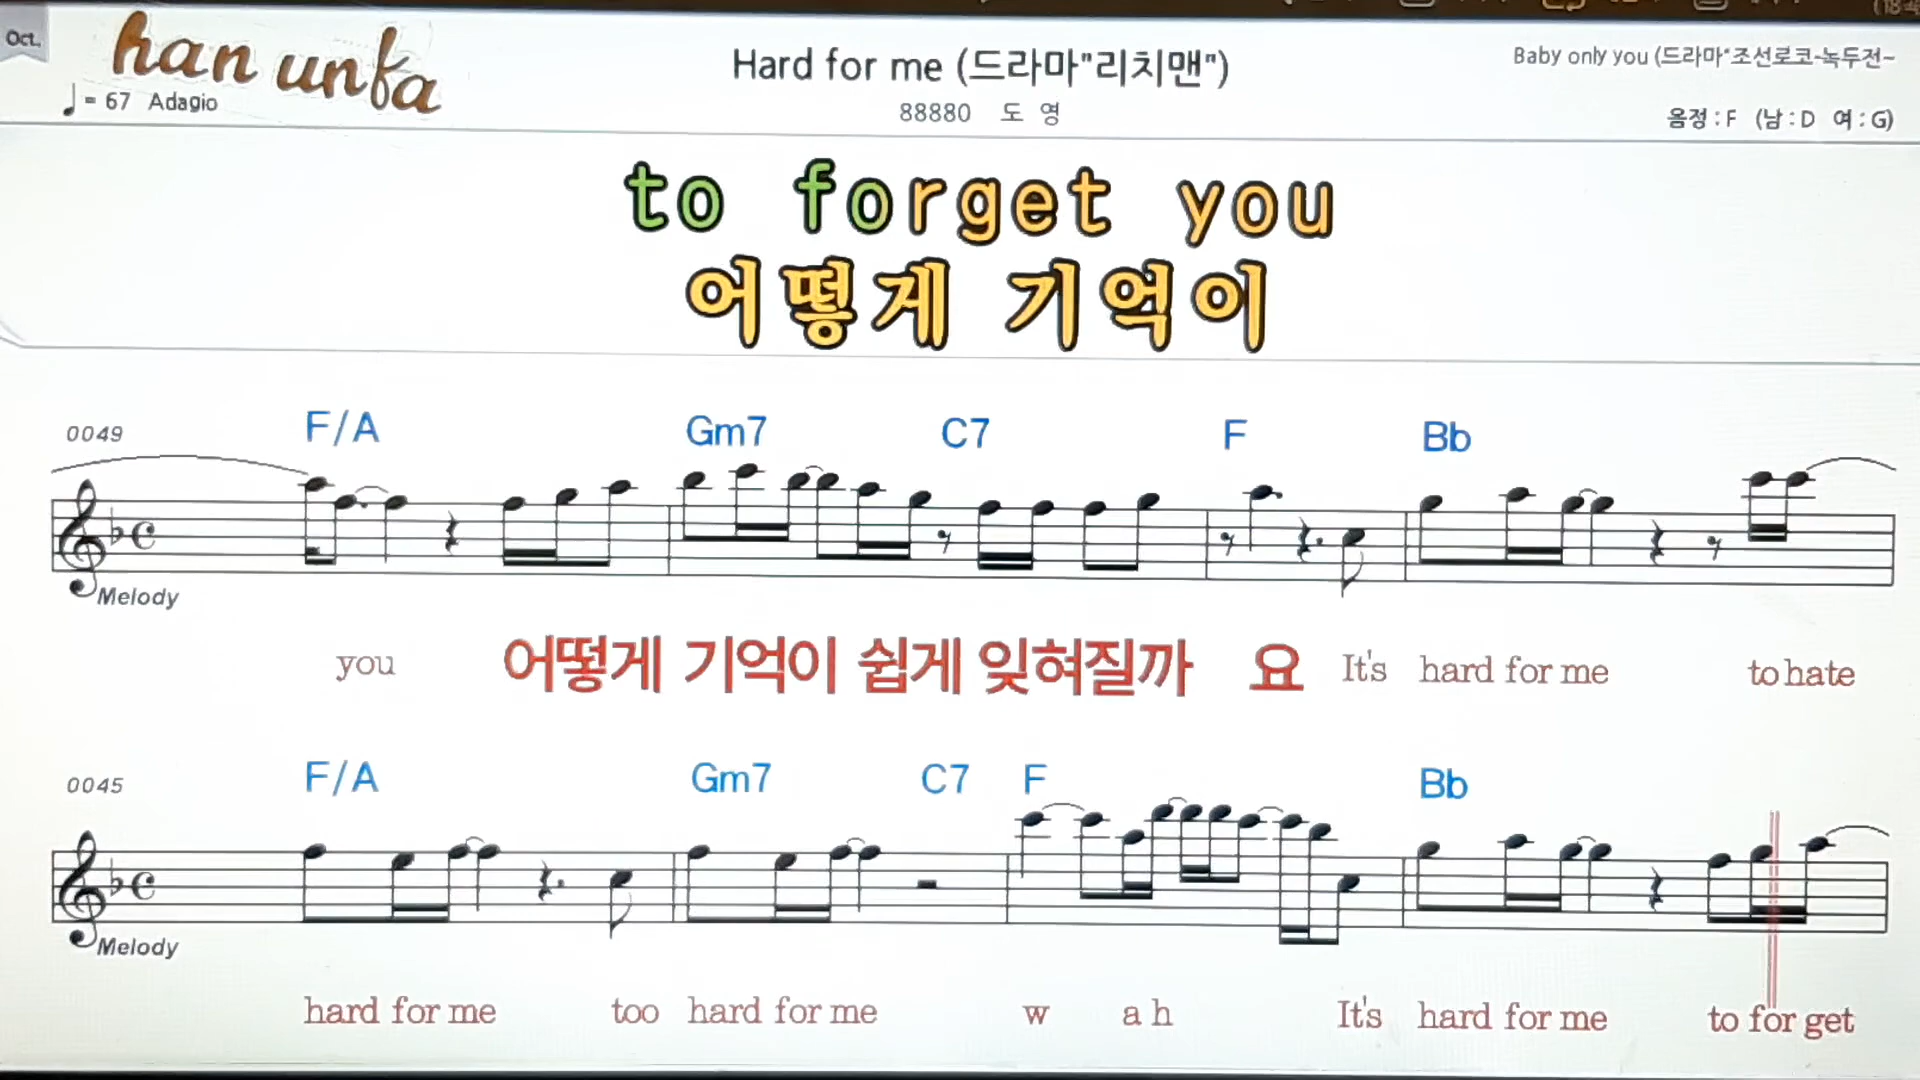 Oct.
han unfa
= 67 Adagio
Hard for me (드라마"리치맨")
88880 도 영
Baby only you (드라마"조선로코-녹두전~
음정 : F (남 : D 여 : G)
to forget you
어떻게 기억이
0049 F/A Gm7 C7 F Bb
Melody
you 어떻게 기억이 쉽게 잊혀질까 요 It's hard for me to hate
0045 F/A Gm7 C7 F Bb
Melody
hard for me too hard for me w a h It's hard for me to for get